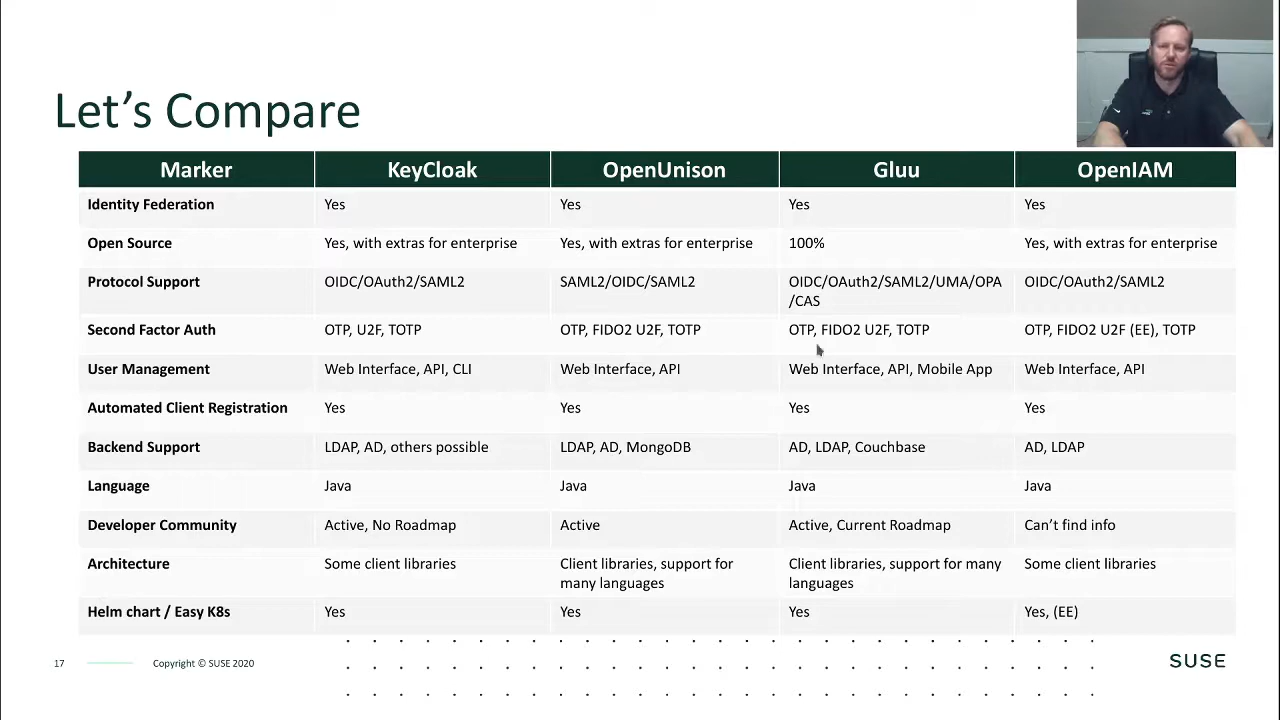 Let's Compare
Marker KeyCloak OpenUnison Gluu OpenIAM
Identity Federation Yes Yes Yes Yes
Open Source Yes, with extras for enterprise Yes, with extras for enterprise 100% Yes, with extras for enterprise
Protocol Support OIDC/OAuth2/SAML2 SAML2/OIDC/SAML2 OIDC/OAuth2/SAML2/UMA/OPA OIDC/OAuth2/SAML2
/CAS
Second Factor Auth OTP, U2F, TOTP OTP, FIDO2 U2F, TOTP OTP, FIDO2 U2F, TOTP OTP, FIDO2 U2F (EE), TOTP
User Management Web Interface, API, CLI Web Interface, API Web Interface, API, Mobile App Web Interface, API
Automated Client Registration Yes Yes Yes Yes
Backend Support LDAP, AD, others possible LDAP, AD, MongoDB AD, LDAP, Couchbase AD, LDAP
Language Java Java Java Java
Developer Community Active, No Roadmap Active Active, Current Roadmap Can't find info
Architecture Some client libraries Client libraries, support for Client libraries, support for many Some client libraries
many languages languages
Helm chart / Easy K8s Yes Yes Yes Yes, (EE)
17 Copyright © SUSE 2020 SUSE